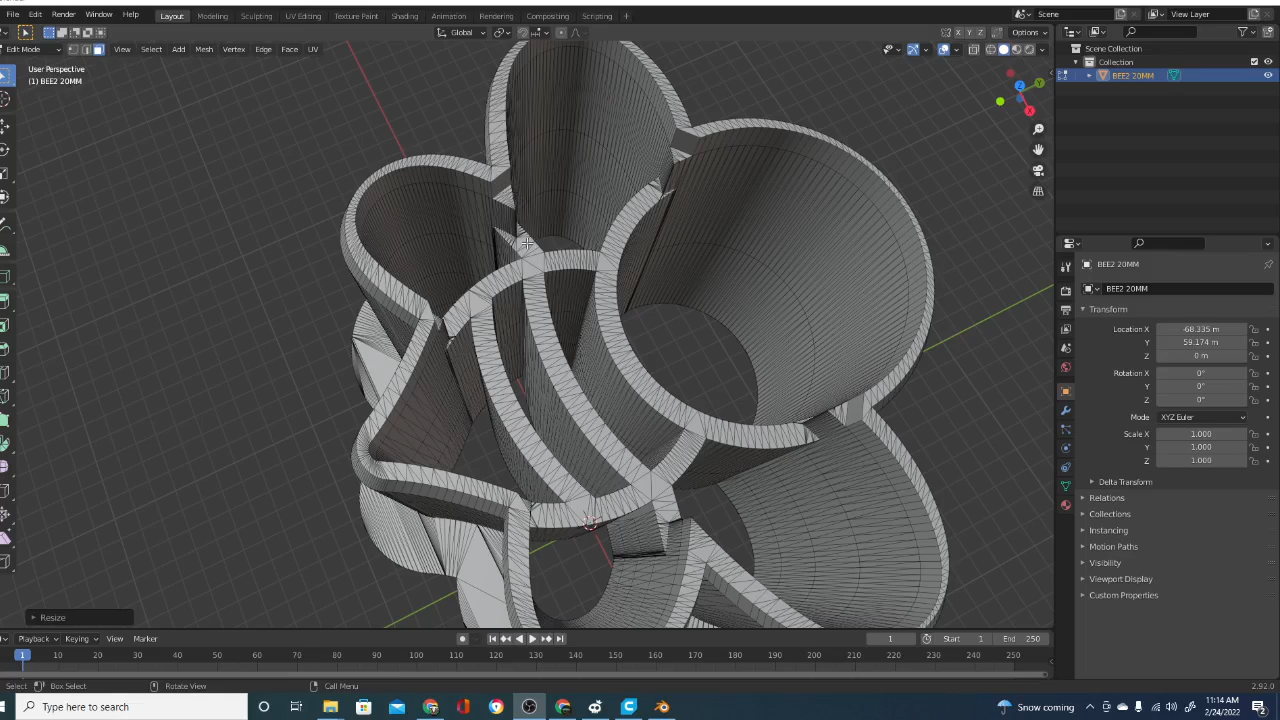 File Edit Render Window Help Layout Modeling Sculpting UV Editing Texture Paint Shading Animation Rendering Compositing Scripting + Scene View Layer
Global Options
Edit Mode View Select Add Mesh Vertex Edge Face UV X Y Z
User Perspective
(1) BEE2 20MM
Scene Collection
Collection
BEE2 20MM
Z Y X
BEE2 20MM
BEE2 20MM
Transform
Location X -68.335 m
Y 59.174 m
Z 0 m
Rotation X 0°
Y 0°
Z 0°
Mode XYZ Euler
Scale X 1.000
Y 1.000
Z 1.000
Delta Transform
Relations
Collections
Instancing
Motion Paths
Visibility
Viewport Display
Custom Properties
Resize
Playback Keying View Marker 1 Start 1 End 250
1 10 20 30 40 50 60 70 80 90 100 110 120 130 140 150 160 170 180 190 200 210 220 230 240 250
Select Box Select Rotate View Call Menu 2.92.0
Type here to search Snow coming 11:14 AM
2/24/2022 2